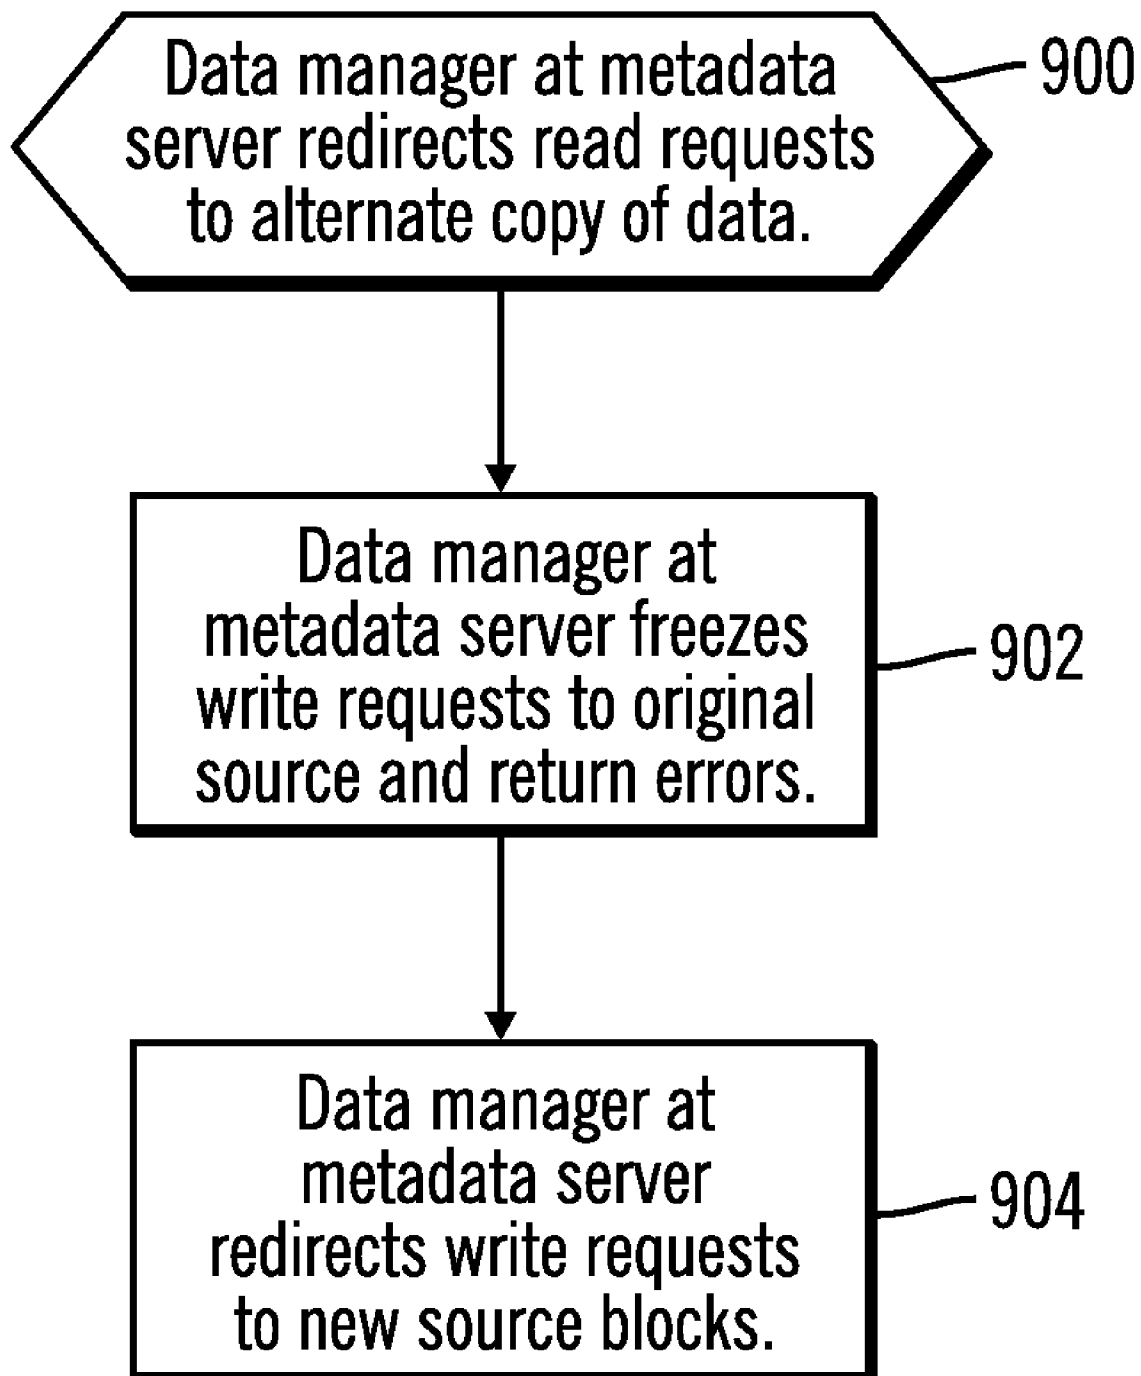 Data manager at metadata
server redirects read requests
to alternate copy of data.
900
Data manager at
metadata server freezes
write requests to original
source and return errors.
902
Data manager at
metadata server
redirects write requests
to new source blocks.
904